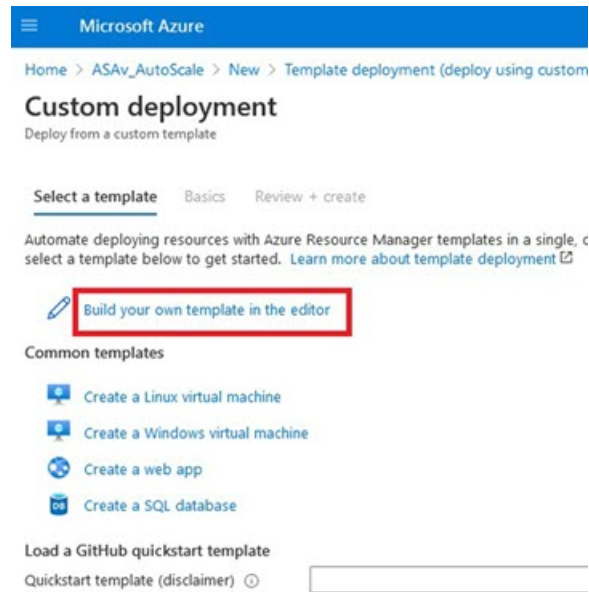 Microsoft Azure
Home > ASAv_AutoScale > New > Template deployment (deploy using custom
Custom deployment
Deploy from a custom template
Select a template Basics Review + create
Automate deploying resources with Azure Resource Manager templates in a single,
select a template below to get started. Learn more about template deployment
Build your own template in the editor
Common templates
Create a Linux virtual machine
Create a Windows virtual machine
Create a web app
DB Create a SQL database
Load a GitHub quickstart template
Quickstart template (disclaimer)